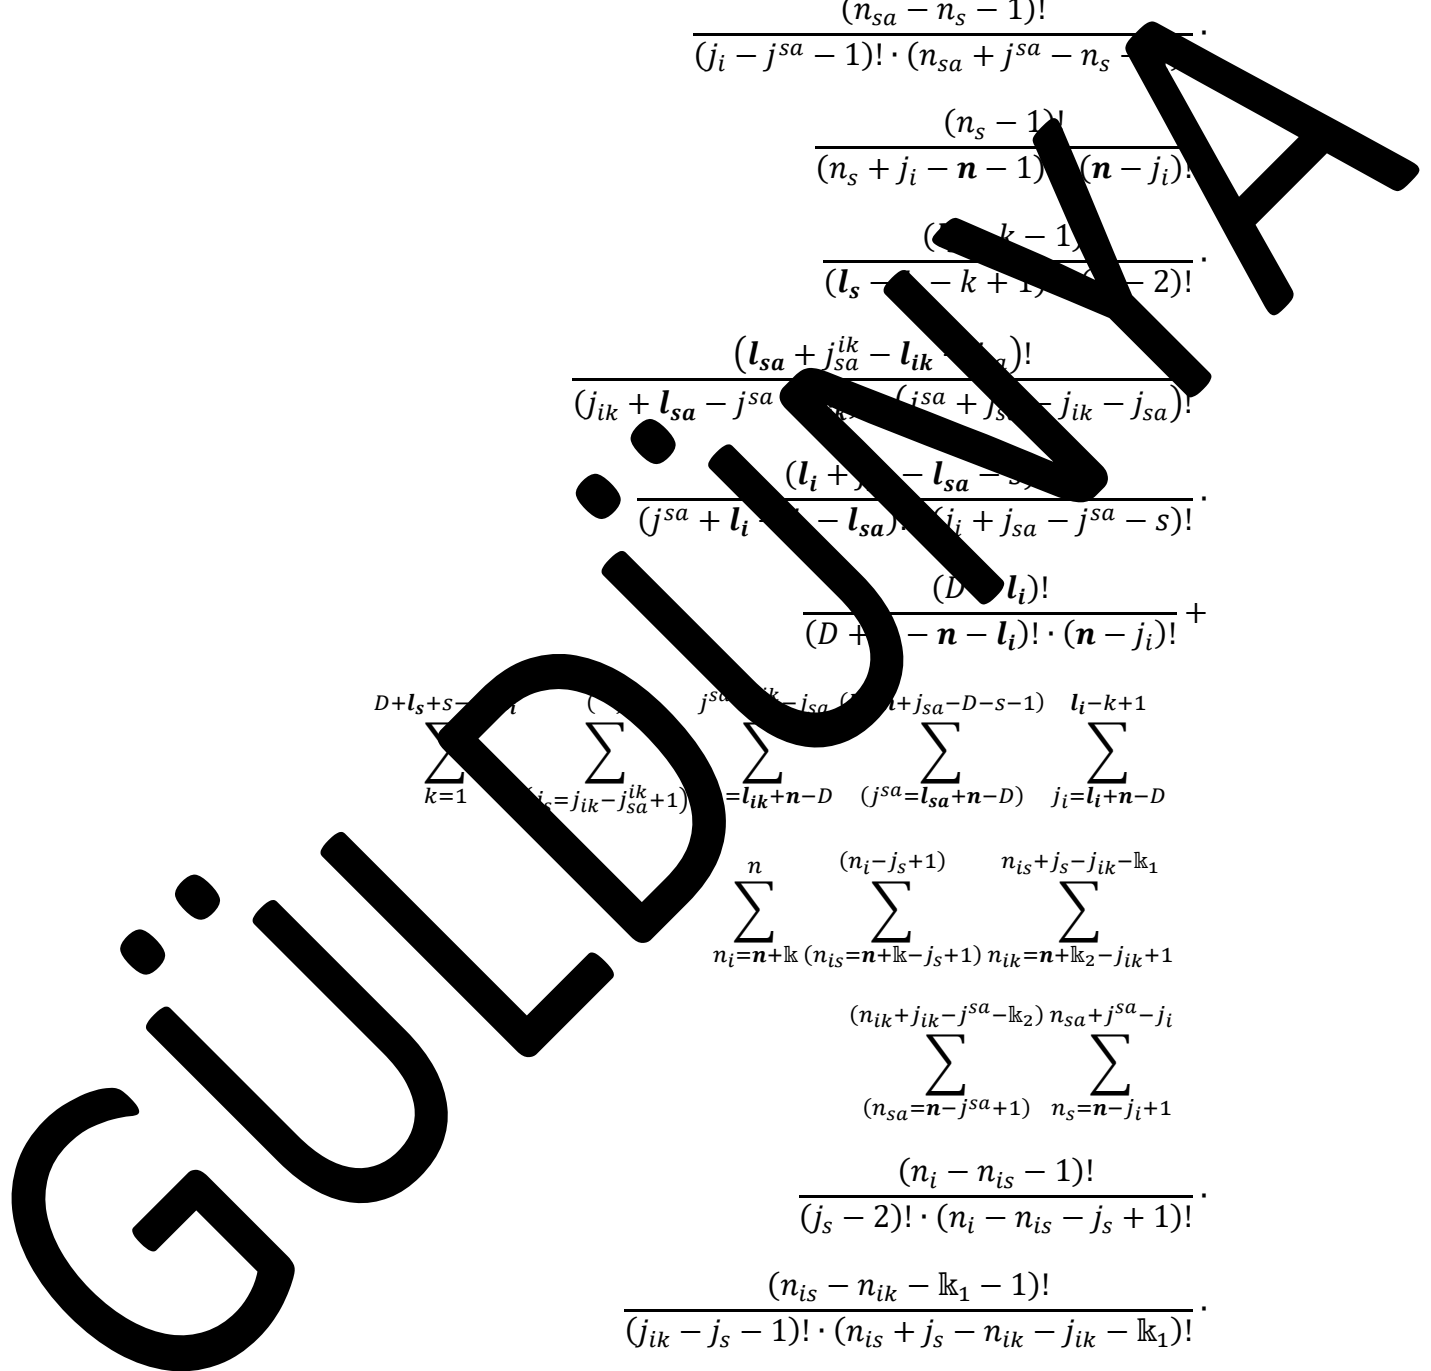 (n_{sa} − n_s − 1)!
(j_i − j^{sa} − 1)! · (n_{sa} + j^{sa} − n_s − ·
(n_s − 1)!
(n_s + j_i − n − 1) (n − j_i)!
( k − 1)
(l_s − − k + 1) − 2)! ·
(l_{sa} + j_{sa}^{ik} − l_{ik} )!
(j_{ik} + l_{sa} − j^{sa} (j^{sa} + − j_{ik} − j_{sa})!
(l_i + − l_{sa} −
(j^{sa} + l_i − l_{sa}) j_i + j_{sa} − j^{sa} − s)! ·
(D l_i)!
(D + − n − l_i)! · (n − j_i)! +
D+l_s+s− j^{sa} −j_{sa} +j_{sa}−D−s−1) l_i−k+1
∑ ∑ ∑ ∑ ∑
k=1 =j_{ik}−j_{sa}^{ik}+1) =l_{ik}+n−D (j^{sa}=l_{sa}+n−D) j_i=l_i+n−D
n (n_i−j_s+1) n_{is}+j_s−j_{ik}−𝕜_1
∑ ∑ ∑
n_i=n+𝕜 (n_{is}=n+𝕜−j_s+1) n_{ik}=n+𝕜_2−j_{ik}+1
(n_{ik}+j_{ik}−j^{sa}−𝕜_2) n_{sa}+j^{sa}−j_i
∑ ∑
(n_{sa}=n−j^{sa}+1) n_s=n−j_i+1
(n_i − n_{is} − 1)!
(j_s − 2)! · (n_i − n_{is} − j_s + 1)! ·
(n_{is} − n_{ik} − 𝕜_1 − 1)!
(j_{ik} − j_s − 1)! · (n_{is} + j_s − n_{ik} − j_{ik} − 𝕜_1)! ·
GÜLDÜNYA